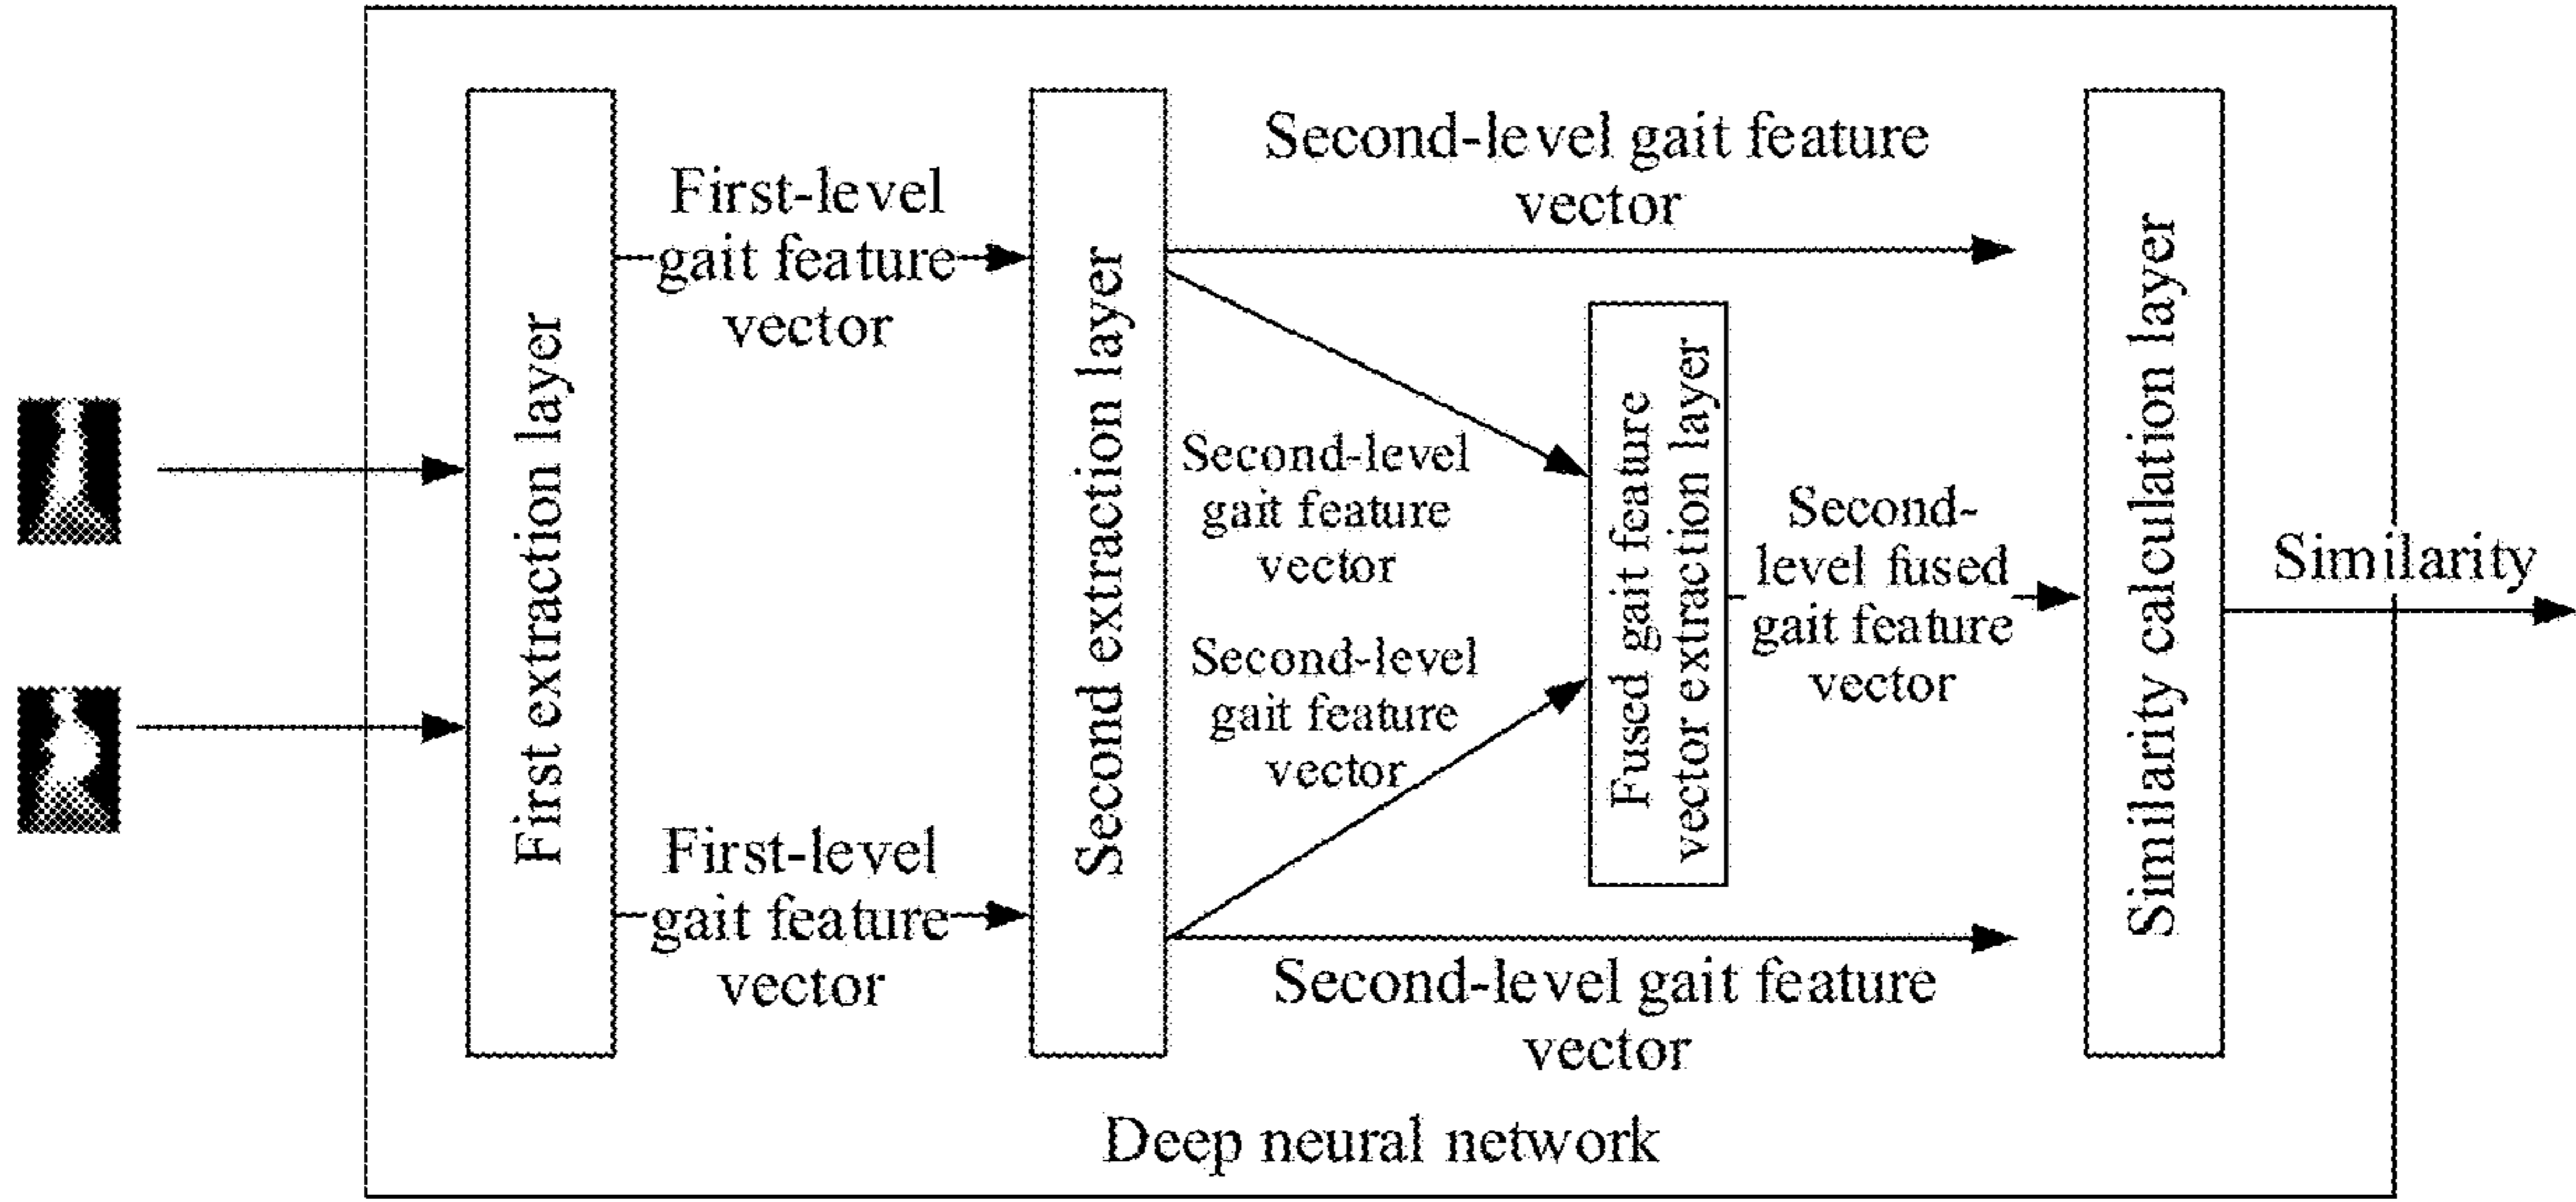 First extraction layer
First-level
gait feature
vector
First-level
gait feature
vector
Second extraction layer
Second-level gait feature
vector
Second-level
gait feature
vector
Second-level
gait feature
vector
Second-level gait feature
vector
Fused gait feature
vector extraction layer
Second-
level fused
gait feature
vector
Similarity calculation layer
Similarity
Deep neural network